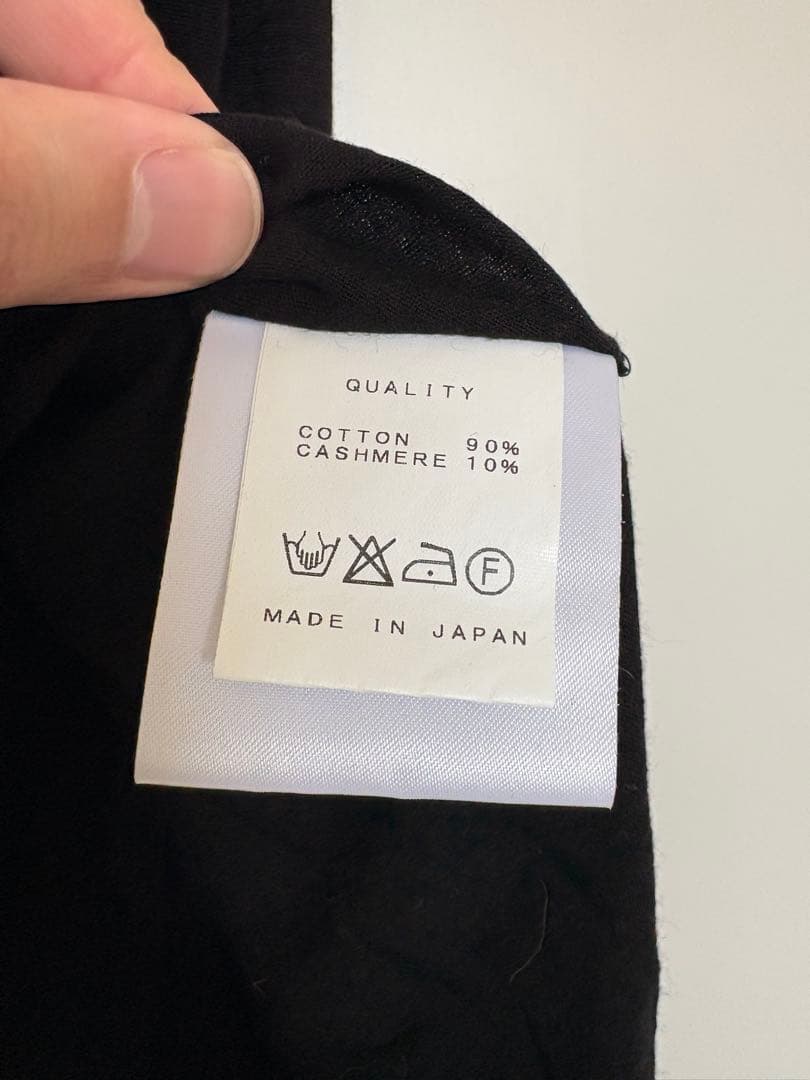 QUALITY
COTTON 90%
CASHMERE 10%
F
MADE IN JAPAN